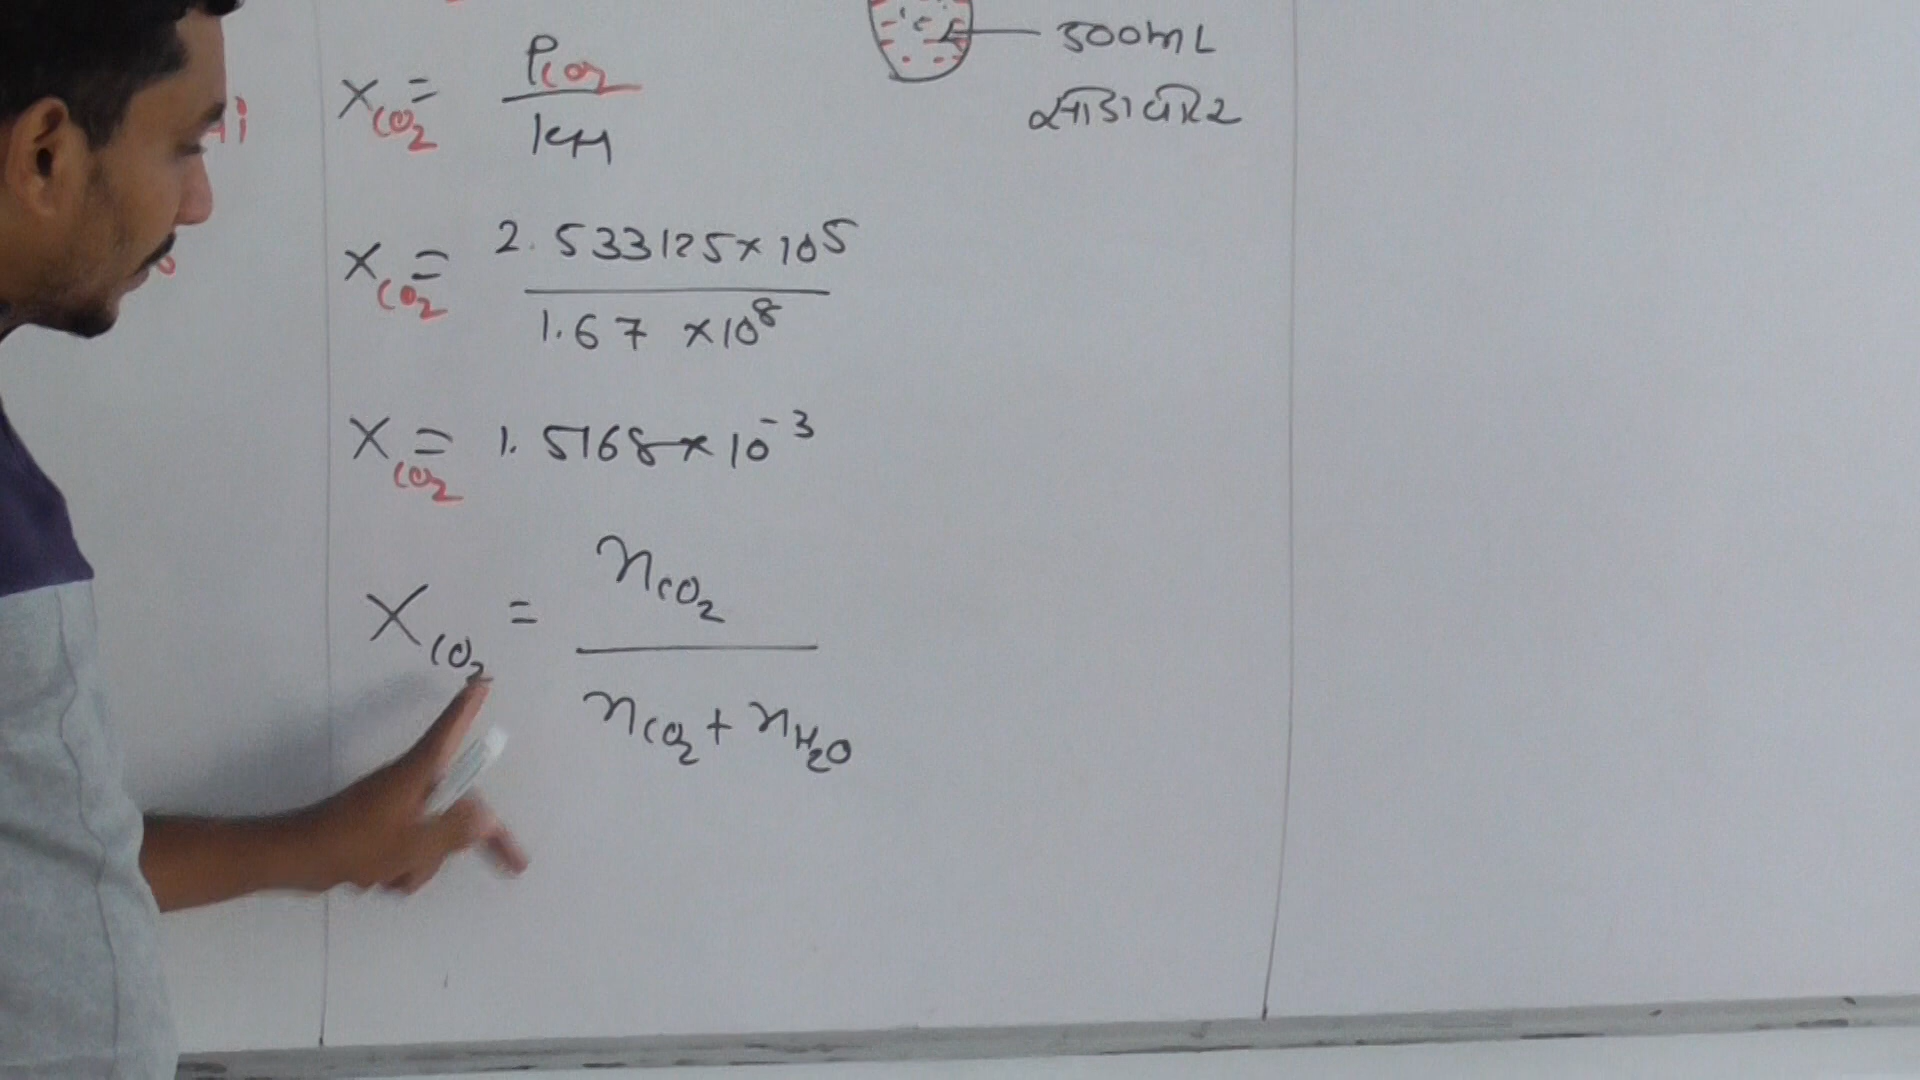 X_CO2 = P_CO2 / KH
500mL
सोडावॉटर
X_CO2 = 2.533125 × 10^5 / 1.67 × 10^8
X_CO2 = 1.5168 × 10^-3
X_CO2 = n_CO2 / n_CO2 + n_H2O